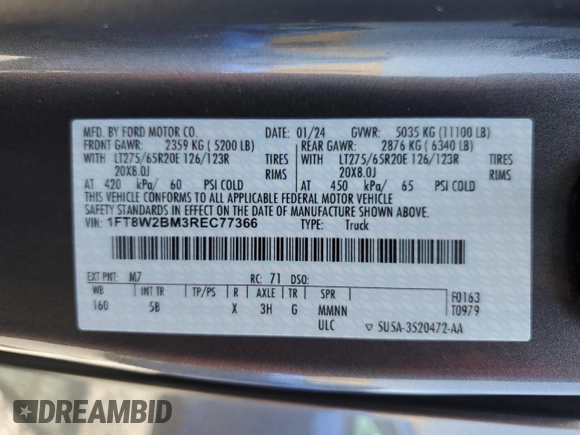 MFD. BY FORD MOTOR CO. DATE: 01/24 GVWR: 5035 KG (11100 LB)
FRONT GAWR: 2359 KG (5200 LB) REAR GAWR: 2876 KG (6340 LB)
WITH LT275/65R20E 126/123R TIRES WITH LT275/65R20E 126/123R TIRES
20X8.0J RIMS 20X8.0J RIMS
AT 420 kPa/ 60 PSI COLD AT 450 kPa/ 65 PSI COLD
THIS VEHICLE CONFORMS TO ALL APPLICABLE FEDERAL MOTOR VEHICLE
SAFETY STANDARDS IN EFFECT ON THE DATE OF MANUFACTURE SHOWN ABOVE.
VIN: 1FT8W2BM3REC77366 TYPE: Truck
EXT PNT: M7 RC: 71 DSO:
WB INT TR TP/PS R AXLE TR SPR F0163
160 5B X 3H G MMNN T0979
ULC ▽ 5U5A-3520472-AA
DREAMBID